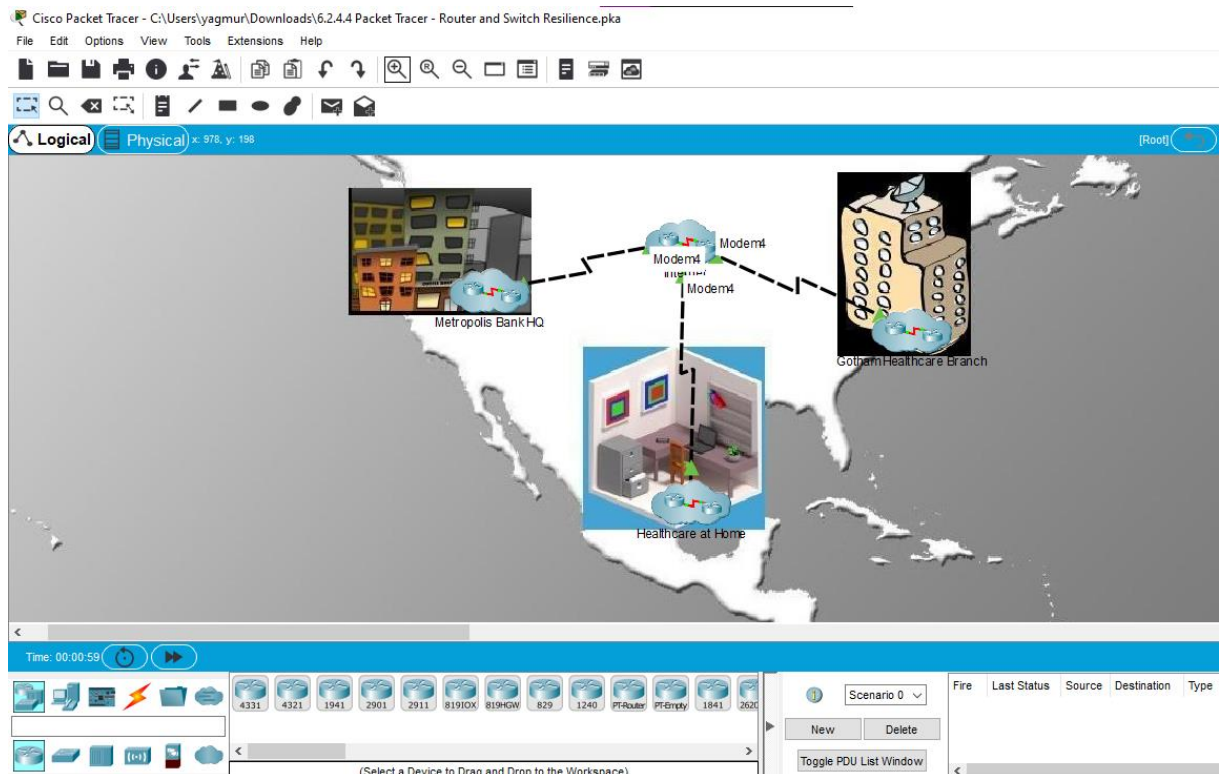 Cisco Packet Tracer - C:\Users\yagmur\Downloads\6.2.4.4 Packet Tracer - Router and Switch Resilience.pka
File Edit Options View Tools Extensions Help
Logical Physical x: 978, y: 198 [Root]
Modem4
Modem4
Internet
Modem4
Metropolis Bank HQ
Gotham Healthcare Branch
Healthcare at Home
Time: 00:00:59
4331 4321 1941 2901 2911 819IOX 819HGW 829 1240 PT-Router PT-Empty 1841 262
Scenario 0
Fire Last Status Source Destination Type
New Delete
Toggle PDU List Window
(Select a Device to Drag and Drop to the Workspace)